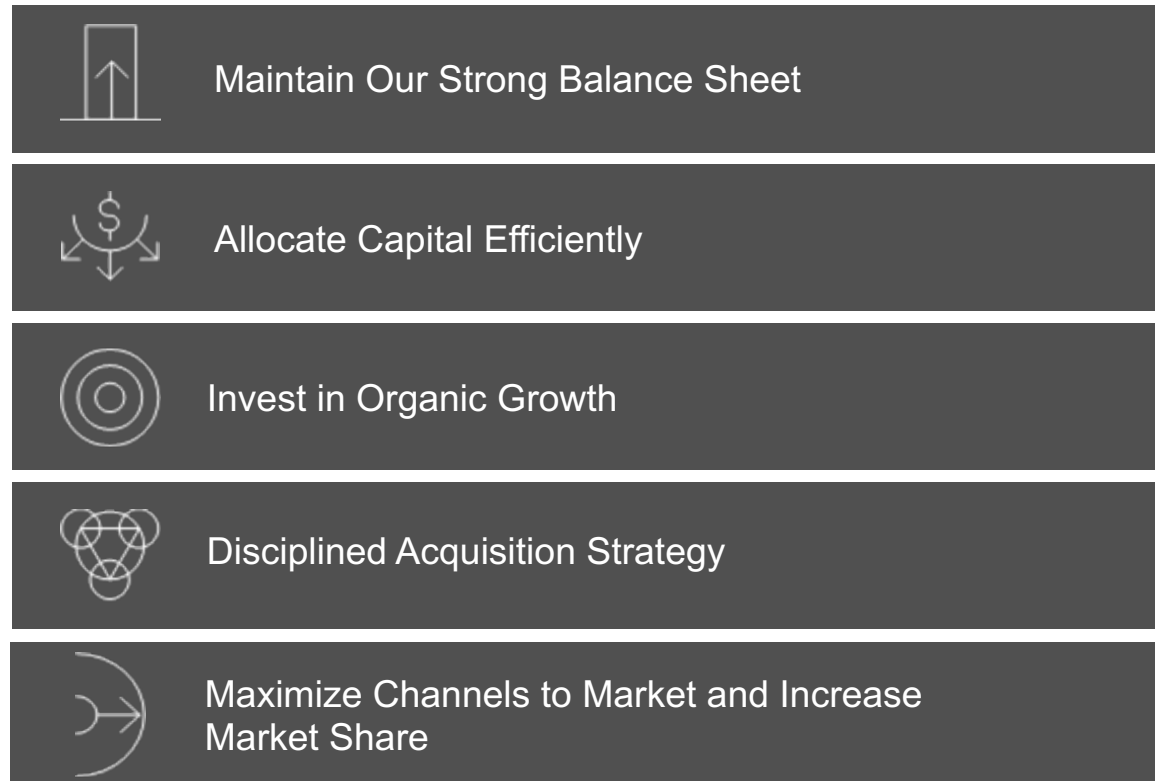 Maintain Our Strong Balance Sheet
$
Allocate Capital Efficiently
Invest in Organic Growth
Disciplined Acquisition Strategy
Maximize Channels to Market and Increase
Market Share